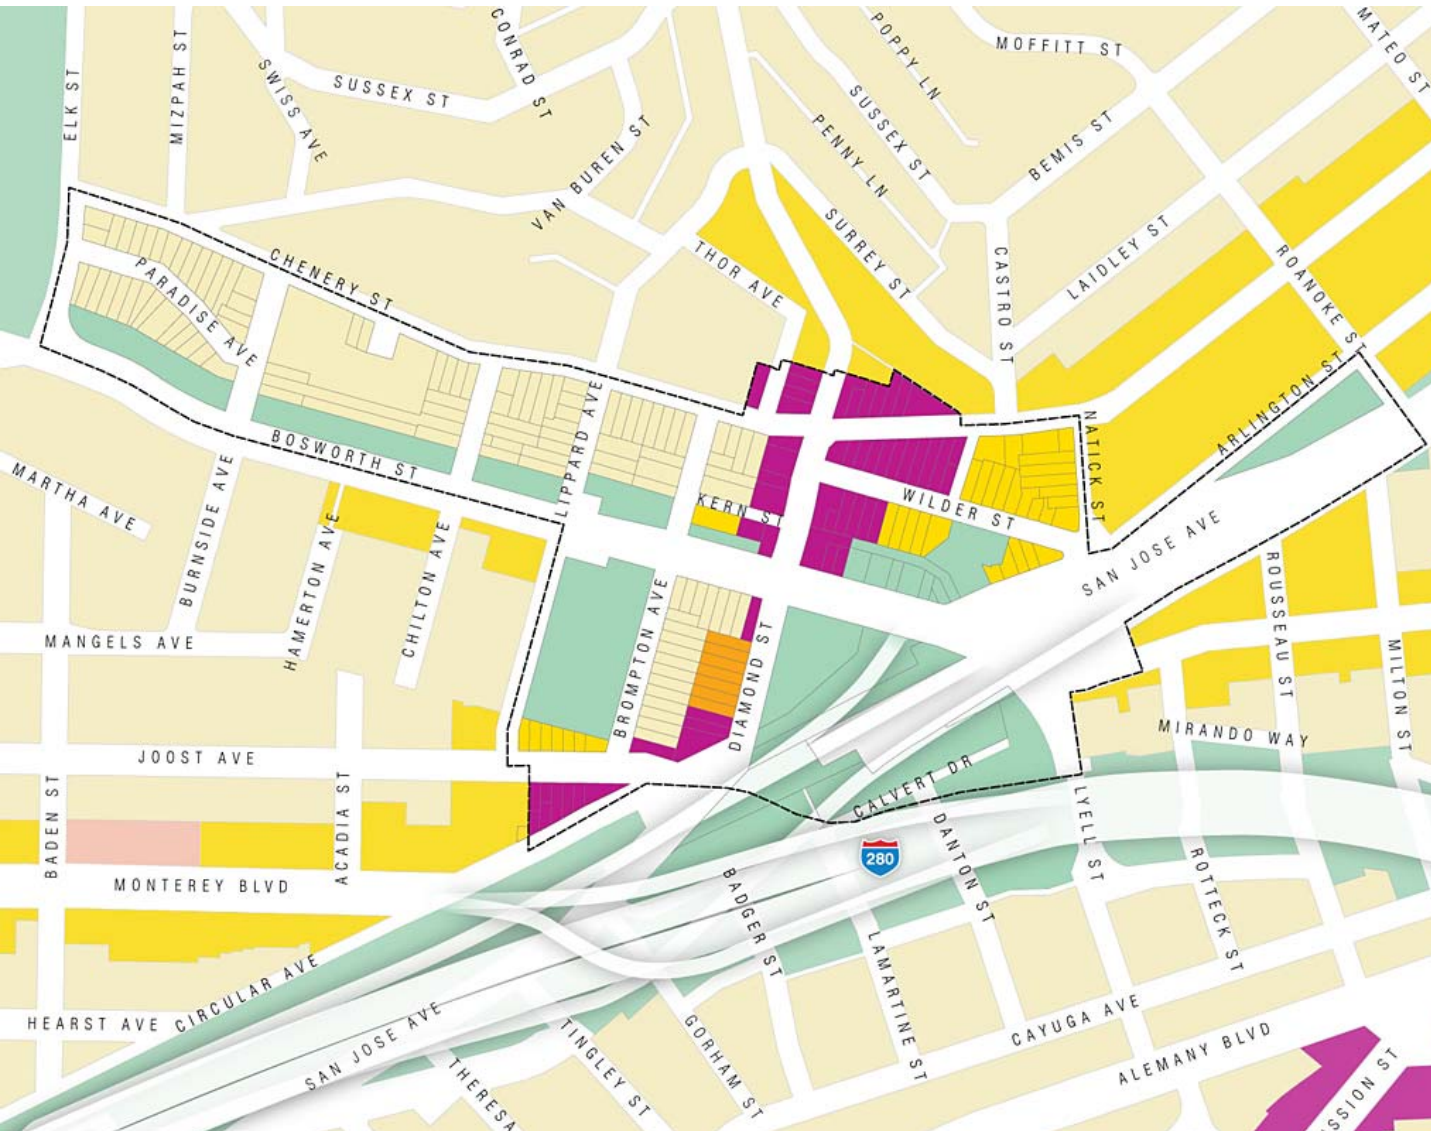 CONRAD ST
POPPY LN
MOFFITT ST
MATEO ST
ELK ST
MIZPAH ST
SWISS AVE
SUSSEX ST
SUSSEX ST
PENNY LN
BEMIS ST
VAN BUREN ST
SURREY ST
THOR AVE
CASTRO ST
LAIDLEY ST
ROANOKE ST
CHENERY ST
PARADISE AVE
LIPPARD AVE
ARLINGTON ST
NATICK ST
BOSWORTH ST
MARTHA AVE
BURNSIDE AVE
KERN ST
WILDER ST
HAMERTON AVE
CHILTON AVE
SAN JOSE AVE
ROUSSEAU ST
MILTON ST
MANGELS AVE
BROMPTON AVE
DIAMOND ST
MIRANDO WAY
JOOST AVE
CALVERT DR
BADEN ST
ACADIA ST
LYELL ST
DANTON ST
280
MONTEREY BLVD
BADGER ST
ROTTECK ST
LAMARTINE ST
CIRCULAR AVE
HEARST AVE
SAN JOSE AVE
CAYUGA AVE
TINGLEY ST
GORHAM ST
ALEMANY BLVD
THERESA
SSION ST